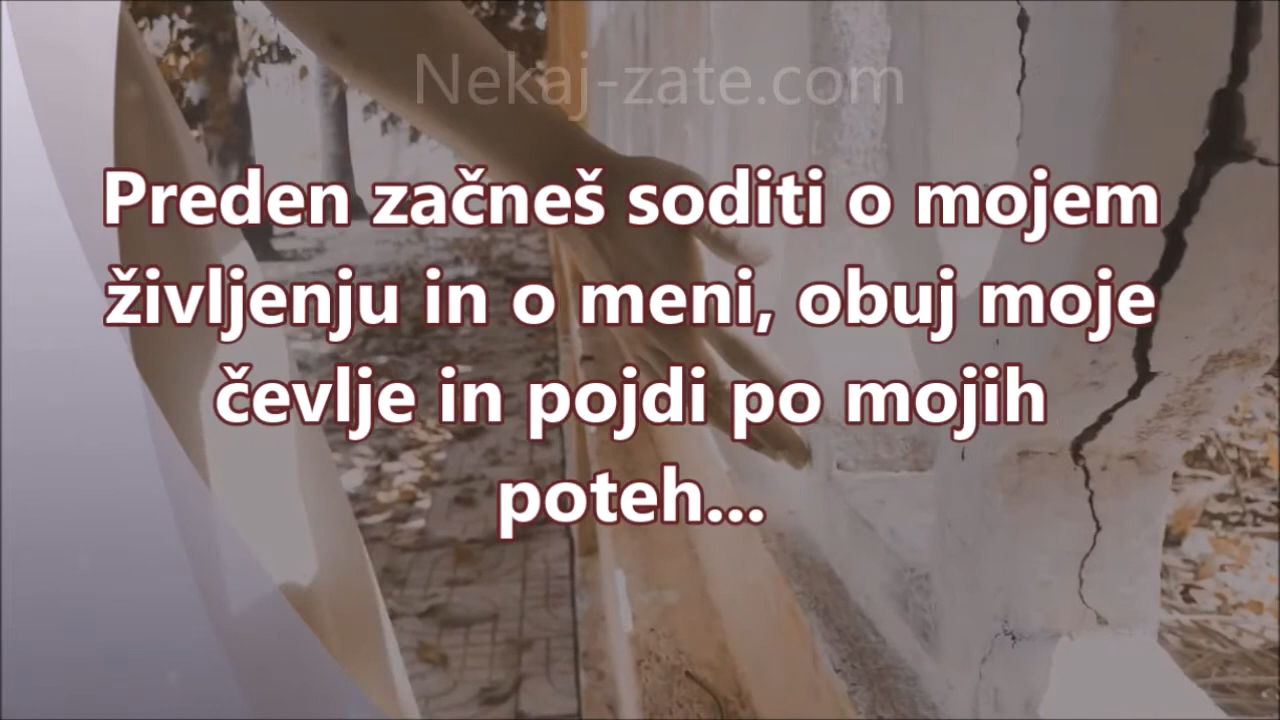 Nekaj-zate.com
Preden začneš soditi o mojem
življenju in o meni, obuj moje
čevlje in pojdi po mojih
poteh...